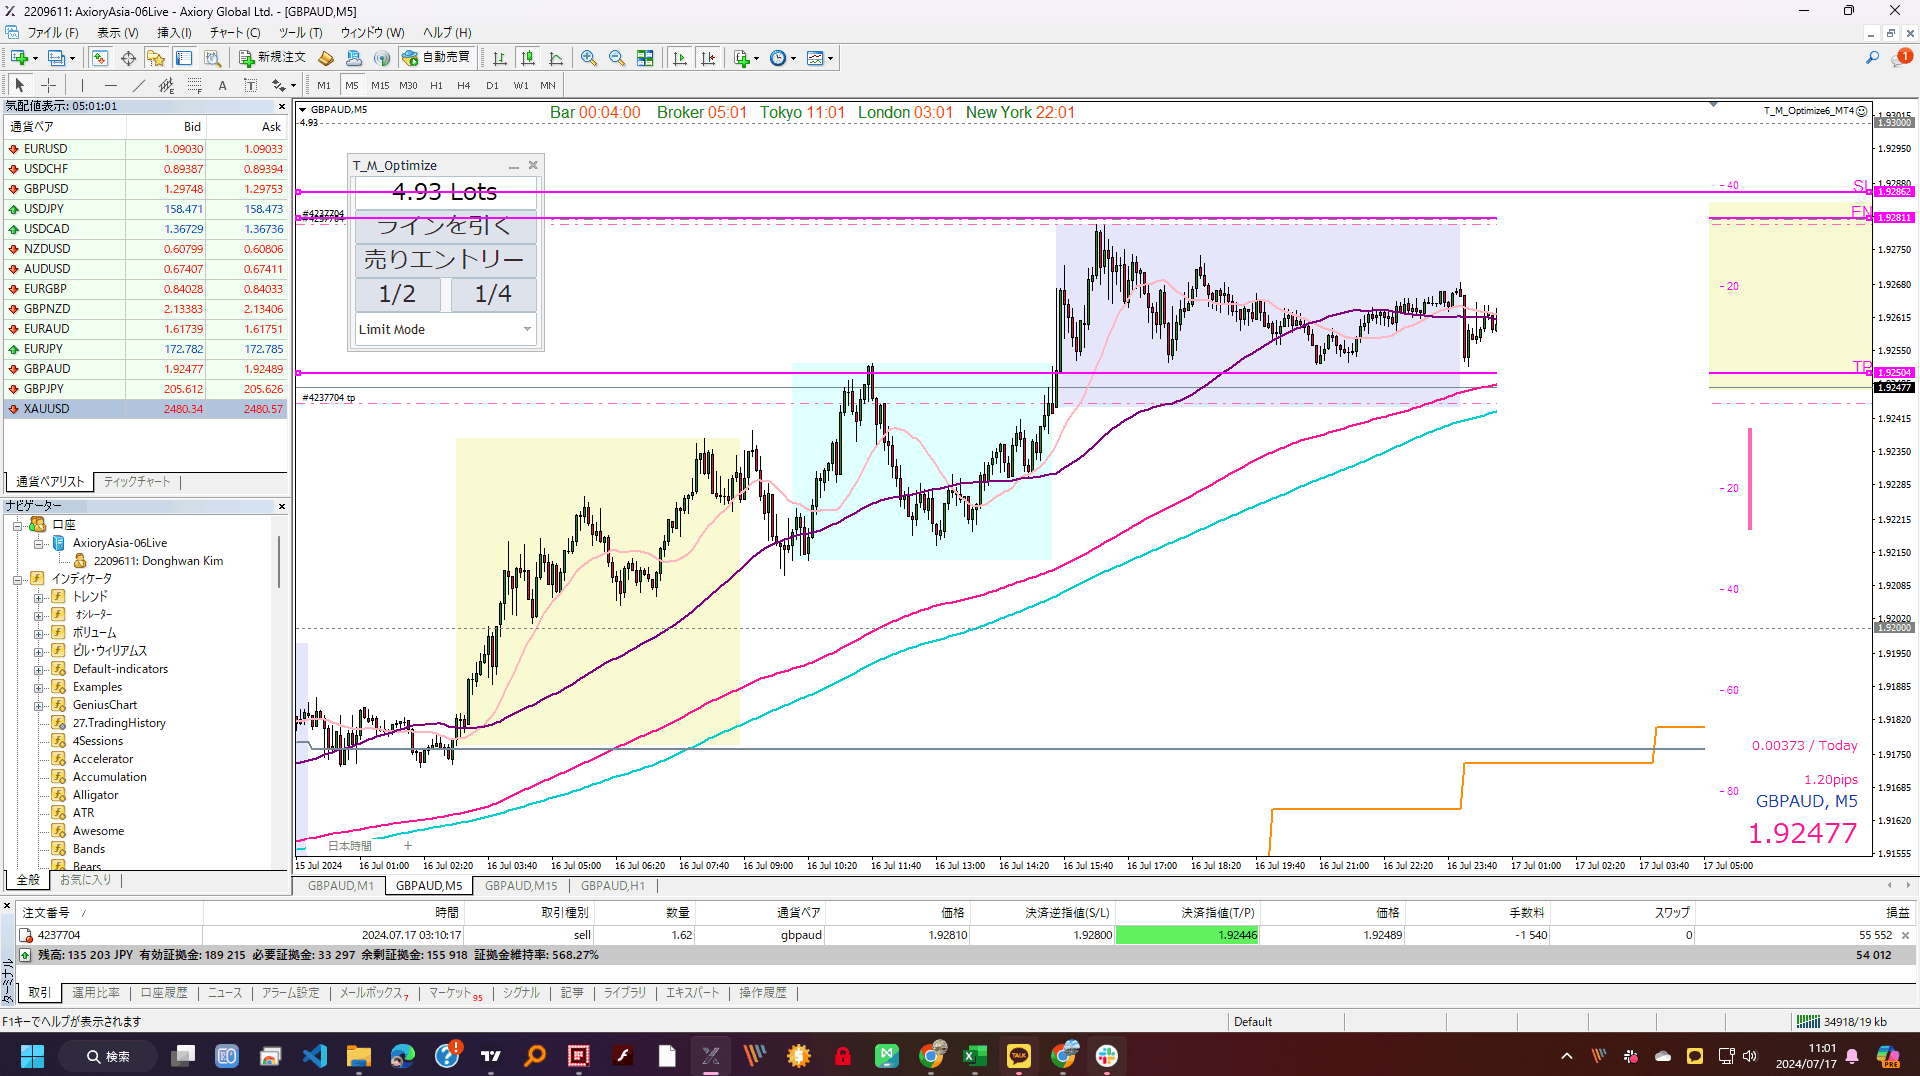 2209611: AxioryAsia-06Live - Axiory Global Ltd. - [GBPAUD,M5]
ファイル (F) 表示 (V) 挿入(I) チャート (C) ツール (T) ウィンドウ (W) ヘルプ (H)
新規注文 自動売買
M1 M5 M15 M30 H1 H4 D1 W1 MN
気配値表示: 05:01:01
通貨ペア Bid Ask
EURUSD 1.09030 1.09033
USDCHF 0.89387 0.89394
GBPUSD 1.29748 1.29753
USDJPY 158.471 158.473
USDCAD 1.36729 1.36736
NZDUSD 0.60799 0.60806
AUDUSD 0.67407 0.67411
EURGBP 0.84028 0.84033
GBPNZD 2.13383 2.13406
EURAUD 1.61739 1.61751
EURJPY 172.782 172.785
GBPAUD 1.92477 1.92489
GBPJPY 205.612 205.626
XAUUSD 2480.34 2480.57
通貨ペアリスト ティックチャート
ナビゲーター
口座
AxioryAsia-06Live
2209611: Donghwan Kim
インディケータ
トレンド
オシレーター
ボリューム
ビル・ウィリアムス
Default-indicators
Examples
GeniusChart
27.TradingHistory
4Sessions
Accelerator
Accumulation
Alligator
ATR
Awesome
Bands
Bears
全般 お気に入り
GBPAUD,M5
4.93
Bar 00:04:00 Broker 05:01 Tokyo 11:01 London 03:01 New York 22:01
T_M_Optimize6_MT4
T_M_Optimize
4.93 Lots
ラインを引く
売りエントリー
1/2 1/4
Limit Mode
#4237704
#4237704 tp
SL
EN
TP
40
20
20
40
60
80
1.93015
1.93000
1.92950
1.92880
1.92862
1.92811
1.92750
1.92680
1.92615
1.92550
1.92504
1.92477
1.92415
1.92350
1.92285
1.92215
1.92150
1.92085
1.92020
1.92000
1.91950
1.91885
1.91820
1.91750
1.91685
1.91620
1.91555
0.00373 / Today
1.20pips
GBPAUD, M5
1.92477
日本時間 +
15 Jul 2024 16 Jul 01:00 16 Jul 02:20 16 Jul 03:40 16 Jul 05:00 16 Jul 06:20 16 Jul 07:40 16 Jul 09:00 16 Jul 10:20 16 Jul 11:40 16 Jul 13:00 16 Jul 14:20 16 Jul 15:40 16 Jul 17:00 16 Jul 18:20 16 Jul 19:40 16 Jul 21:00 16 Jul 22:20 16 Jul 23:40 17 Jul 01:00 17 Jul 02:20 17 Jul 03:40 17 Jul 05:00
GBPAUD,M1 GBPAUD,M5 GBPAUD,M15 GBPAUD,H1
注文番号 時間 取引種別 数量 通貨ペア 価格 決済逆指値(S/L) 決済指値(T/P) 価格 手数料 スワップ 損益
4237704 2024.07.17 03:10:17 sell 1.62 gbpaud 1.92810 1.92800 1.92446 1.92489 -1 540 0 55 552
残高: 135 203 JPY 有効証拠金: 189 215 必要証拠金: 33 297 余剰証拠金: 155 918 証拠金維持率: 568.27% 54 012
ターミナル
取引 運用比率 口座履歴 ニュース アラーム設定 メールボックス 7 マーケット 95 シグナル 記事 ライブラリ エキスパート 操作履歴
F1キーでヘルプが表示されます Default 34918/19 kb
検索
11:01
2024/07/17